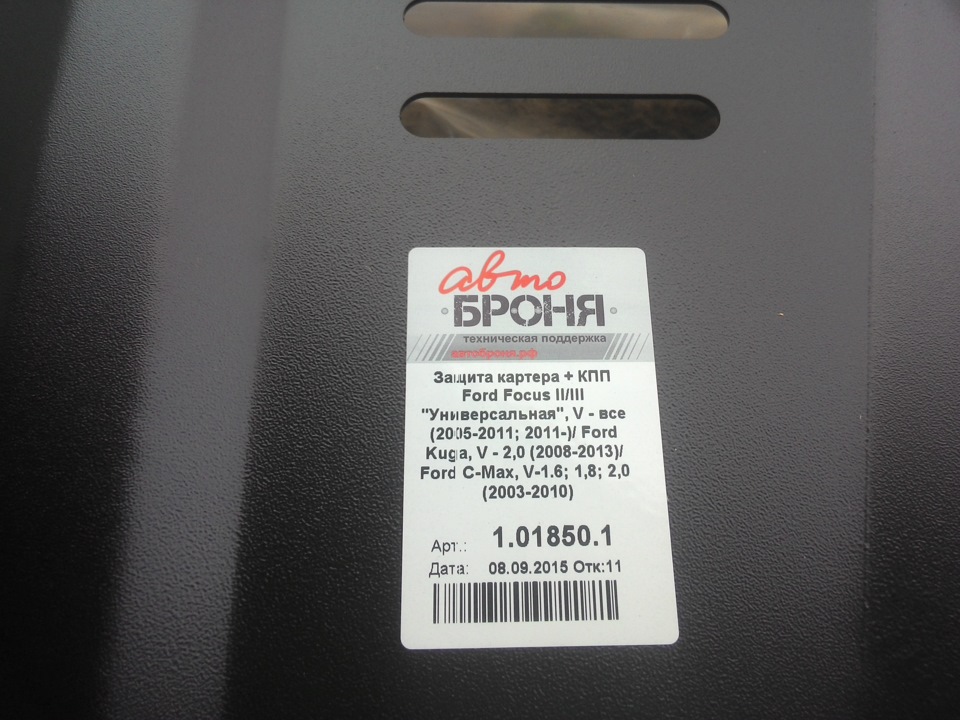 авто
БРОНЯ
техническая поддержка
автоброня.рф
Защита картера + КПП
Ford Focus II/III
"Универсальная", V - все
(2005-2011; 2011-)/ Ford
Kuga, V - 2,0 (2008-2013)/
Ford C-Max, V-1.6; 1,8; 2,0
(2003-2010)
Арт.: 1.01850.1
Дата: 08.09.2015 Отк:11